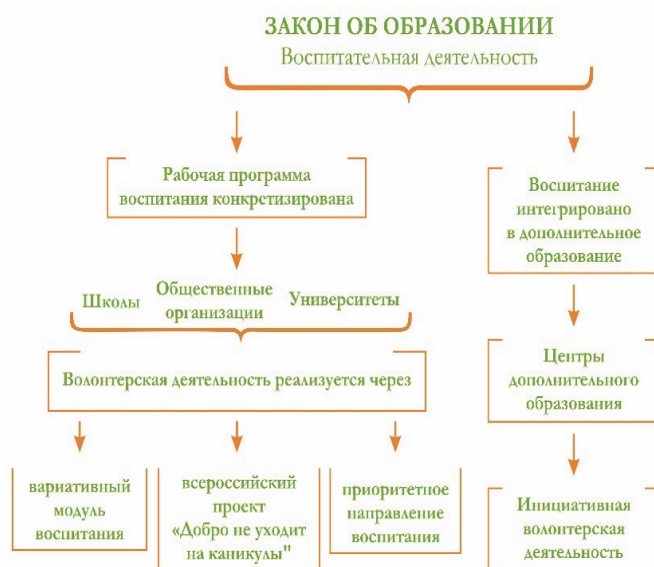 ЗАКОН ОБ ОБРАЗОВАНИИ
Воспитательная деятельность
Рабочая программа
воспитания конкретизирована
Воспитание
интегрировано
в дополнительное
образование
Школы
Общественные
организации
Университеты
Волонтерская деятельность реализуется через
Центры
дополнительного
образования
вариативный
модуль
воспитания
всероссийский
проект
«Добро не уходит
на каникулы"
приоритетное
направление
воспитания
Инициативная
волонтерская
деятельность